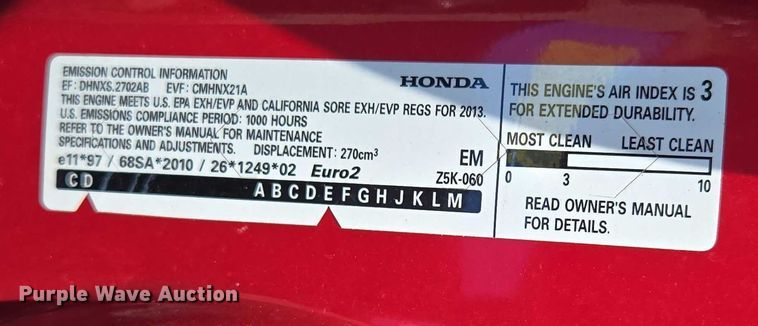 EMISSION CONTROL INFORMATION
EF: DHNXS.2702AB EVF: CMHNX21A
HONDA
THIS ENGINE MEETS U.S. EPA EXH/EVP AND CALIFORNIA SORE EXH/EVP REGS FOR 2013.
U.S. EMISSIONS COMPLIANCE PERIOD: 1000 HOURS
REFER TO THE OWNER'S MANUAL FOR MAINTENANCE
SPECIFICATIONS AND ADJUSTMENTS. DISPLACEMENT: 270cm³
EM
e11*97 / 68SA*2010 / 26*1249*02 Euro2
Z5K-060
C D
A B C D E F G H J K L M
THIS ENGINE'S AIR INDEX IS 3
FOR EXTENDED DURABILITY.
MOST CLEAN LEAST CLEAN
0 3 10
READ OWNER'S MANUAL
FOR DETAILS.
Purple Wave Auction